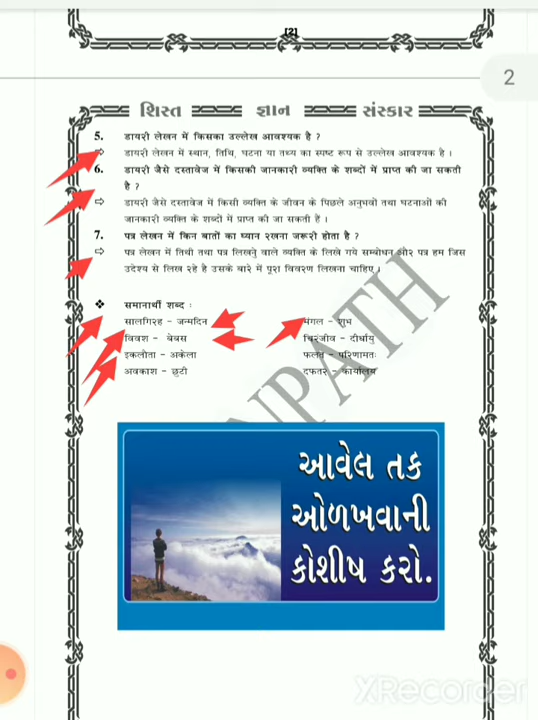 [2]
2
शिस्त ज्ञान संस्कार
5. डायरी लेखन में किसका उल्लेख आवश्यक है ?
⇨ डायरी लेखन में स्थान, तिथि, घटना या तथ्य का स्पष्ट रूप से उल्लेख आवश्यक है ।
6. डायरी जैसे दस्तावेज में किसकी जानकारी व्यक्ति के शब्दों में प्राप्त की जा सकती
है ?
⇨ डायरी जैसे दस्तावेज में किसी व्यक्ति के जीवन के पिछले अनुभवों तथा घटनाओं की
जानकारी व्यक्ति के शब्दों में प्राप्त की जा सकती हैं ।
7. पत्र लेखन में किन बातों का ध्यान रखना जरूरी होता है ?
⇨ पत्र लेखन में तिथी तथा पत्र लिखने वाले व्यक्ति के लिखे गये सम्बोधन और पत्र हम जिस
उदेश्य से लिख रहे है उसके बारे में पूरा विवरण लिखना चाहिए ।
❖ समानार्थी शब्द :
सालगिरह - जन्मदिन मंगल - शुभ
विवश - बेबस चिरंजीव - दीर्घायु
इकलौता - अकेला फलतः - परिणामतः
अवकाश - छुटी दफतर - कार्यालय
NPATH
આવેલ તક
ઓળખવાની
કોશીષ કરો.
XRecorder